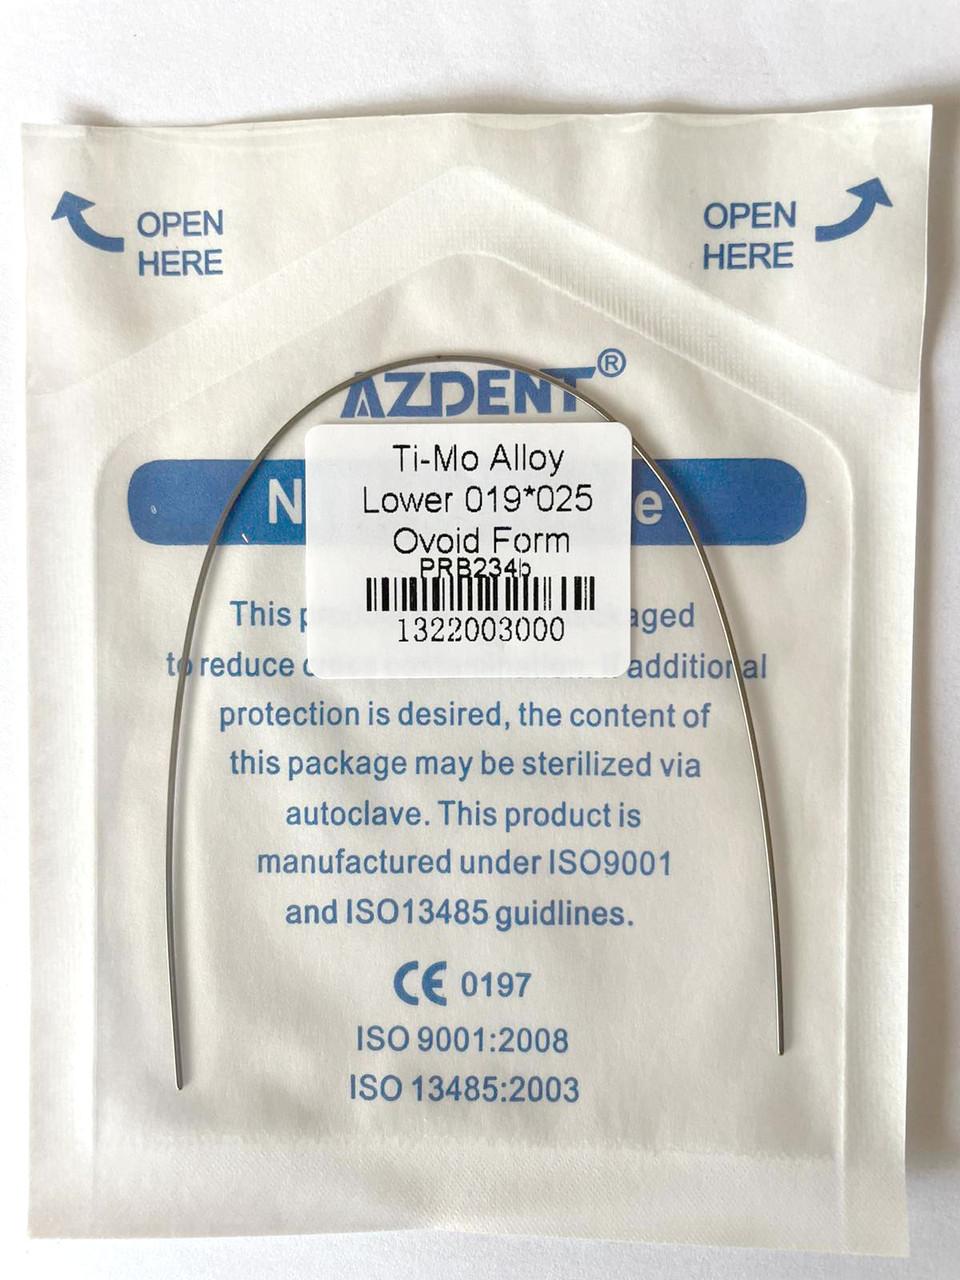 OPEN
HERE
OPEN
HERE
AZDENT®
Ti-Mo Alloy
Lower 019*025
Ovoid Form
PRB234b
1322003000
N e
This aged
to reduce additional
protection is desired, the content of
this package may be sterilized via
autoclave. This product is
manufactured under ISO9001
and ISO13485 guidlines.
CE 0197
ISO 9001:2008
ISO 13485:2003